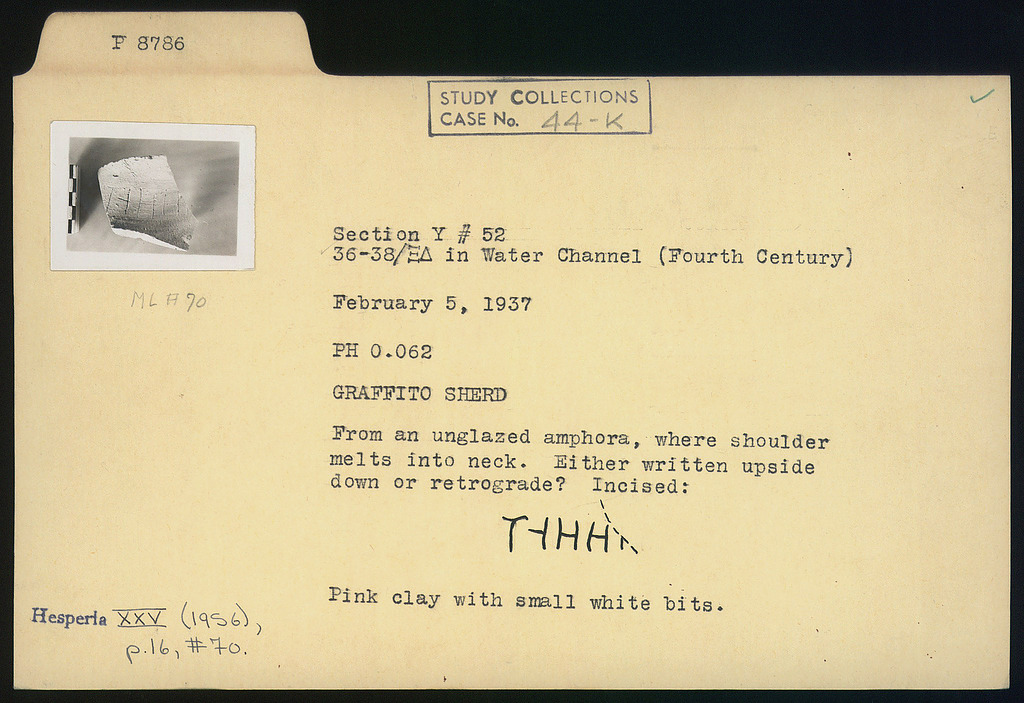 P 8786
STUDY COLLECTIONS
CASE No. 44-K
Section Y # 52
36-38/ΞΔ in Water Channel (Fourth Century)
February 5, 1937
PH 0.062
GRAFFITO SHERD
From an unglazed amphora, where shoulder
melts into neck. Either written upside
down or retrograde? Incised:
Pink clay with small white bits.
ML # 70
Hesperia XXV (1956),
p.16, #70.